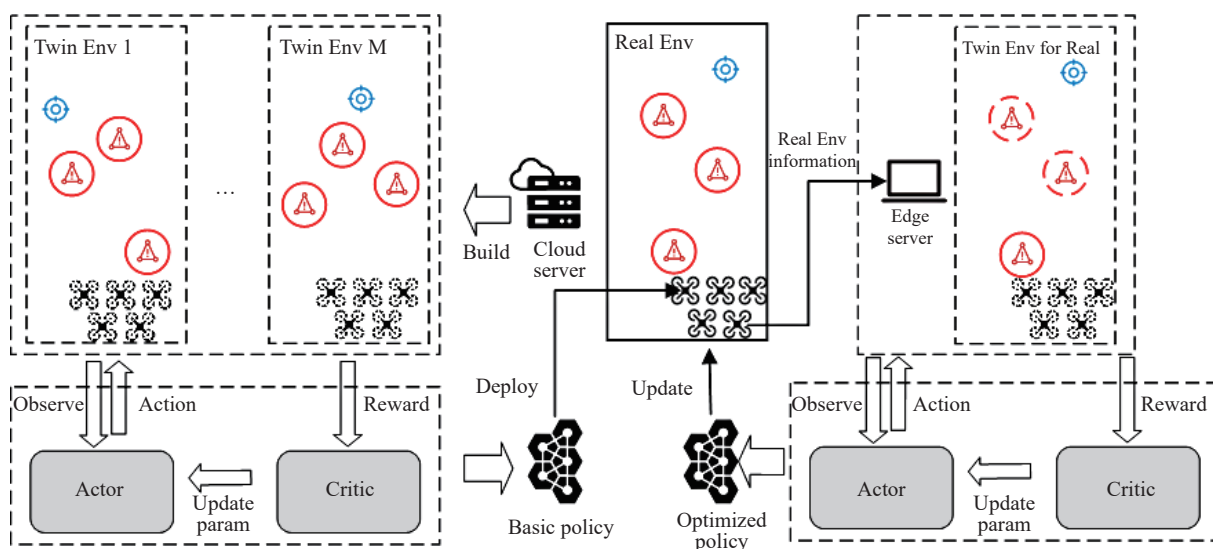 Twin Env 1
Twin Env M
...
Build
Cloud
server
Real Env
Real Env
information
Edge
server
Twin Env for Real
Observe
Action
Reward
Actor
Update
param
Critic
Deploy
Basic policy
Update
Optimized
policy
Observe
Action
Reward
Actor
Update
param
Critic